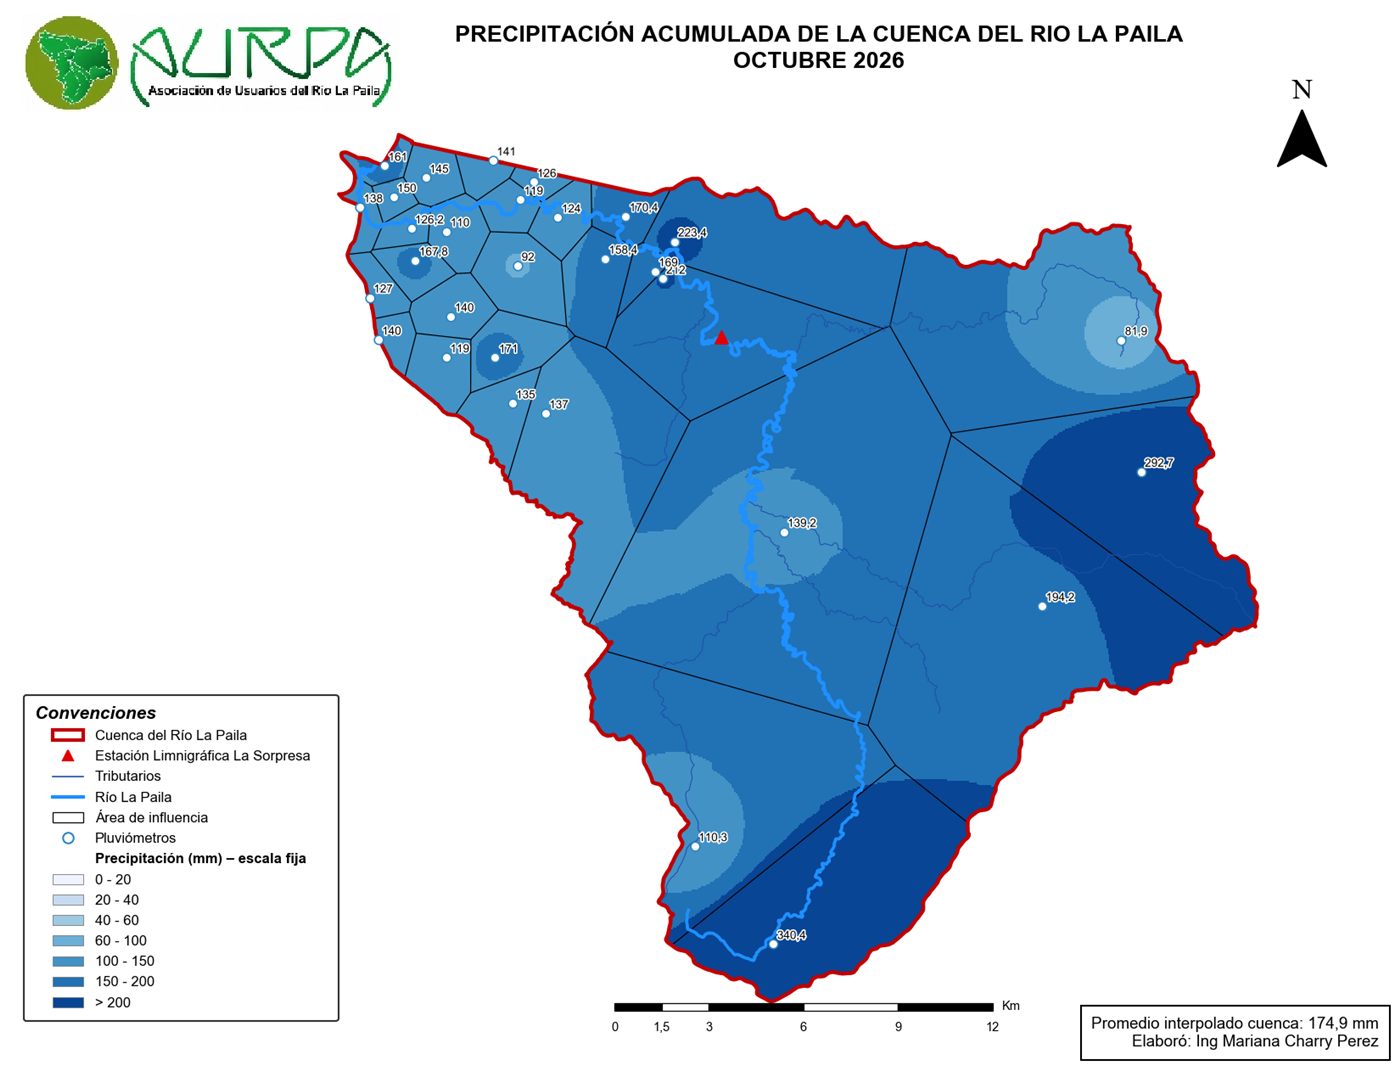 AURPA
Asociación de Usuarios del Río La Paila
PRECIPITACIÓN ACUMULADA DE LA CUENCA DEL RIO LA PAILA
OCTUBRE 2026
N
161
141
145
126
150
119
138
124
170,4
126,2
110
223,4
167,8
92
158,4
169
212
127
140
140
81,9
119
171
135
137
292,7
139,2
194,2
110,3
340,4
Convenciones
Cuenca del Río La Paila
Estación Limnigráfica La Sorpresa
Tributarios
Río La Paila
Área de influencia
Pluviómetros
Precipitación (mm) – escala fija
0 - 20
20 - 40
40 - 60
60 - 100
100 - 150
150 - 200
> 200
Km
0 1,5 3 6 9 12
Promedio interpolado cuenca: 174,9 mm
Elaboró: Ing Mariana Charry Perez